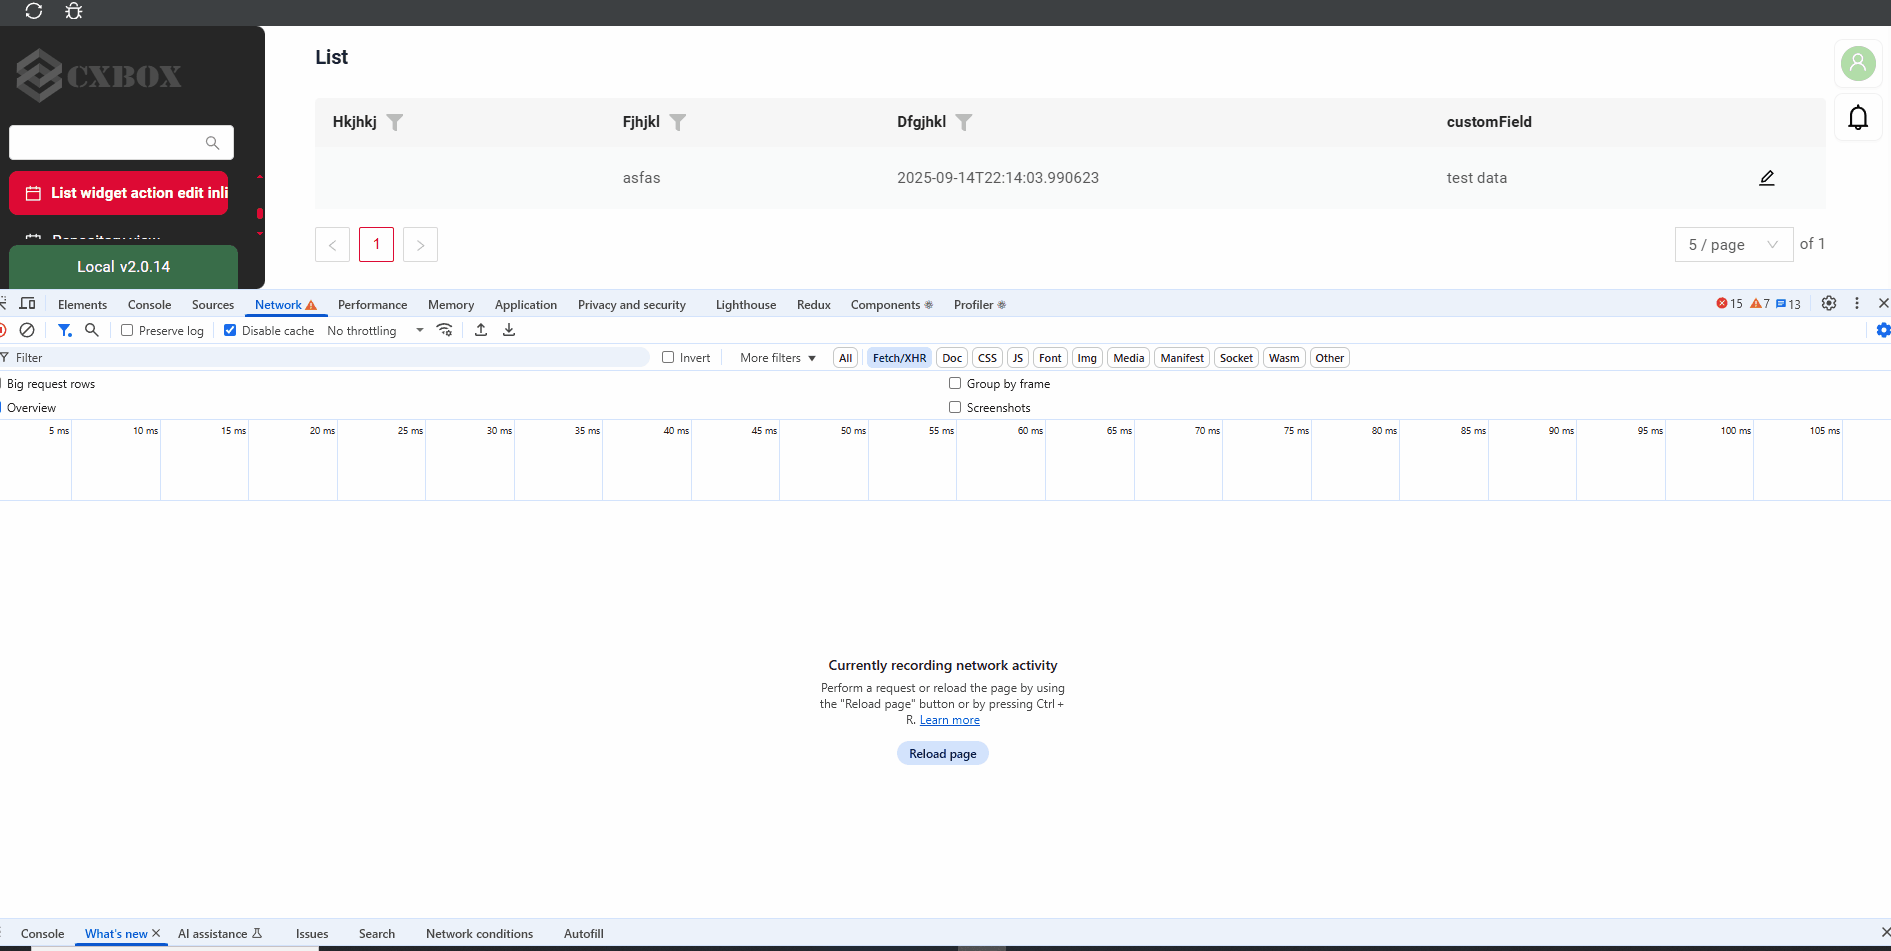 CXBOX
List
Hkjhkj Fjhjkl Dfgjhkl customField
List widget action edit inli
asfas 2025-09-14T22:14:03.990623 test data
Repository view
Local v2.0.14
< 1 > 5 / page of 1
Elements Console Sources Network Performance Memory Application Privacy and security Lighthouse Redux Components Profiler 15 7 13
Preserve log Disable cache No throttling
Filter Invert More filters All Fetch/XHR Doc CSS JS Font Img Media Manifest Socket Wasm Other
Big request rows Group by frame
Overview Screenshots
5 ms 10 ms 15 ms 20 ms 25 ms 30 ms 35 ms 40 ms 45 ms 50 ms 55 ms 60 ms 65 ms 70 ms 75 ms 80 ms 85 ms 90 ms 95 ms 100 ms 105 ms
Currently recording network activity
Perform a request or reload the page by using
the "Reload page" button or by pressing Ctrl +
R. Learn more
Reload page
Console What's new AI assistance Issues Search Network conditions Autofill